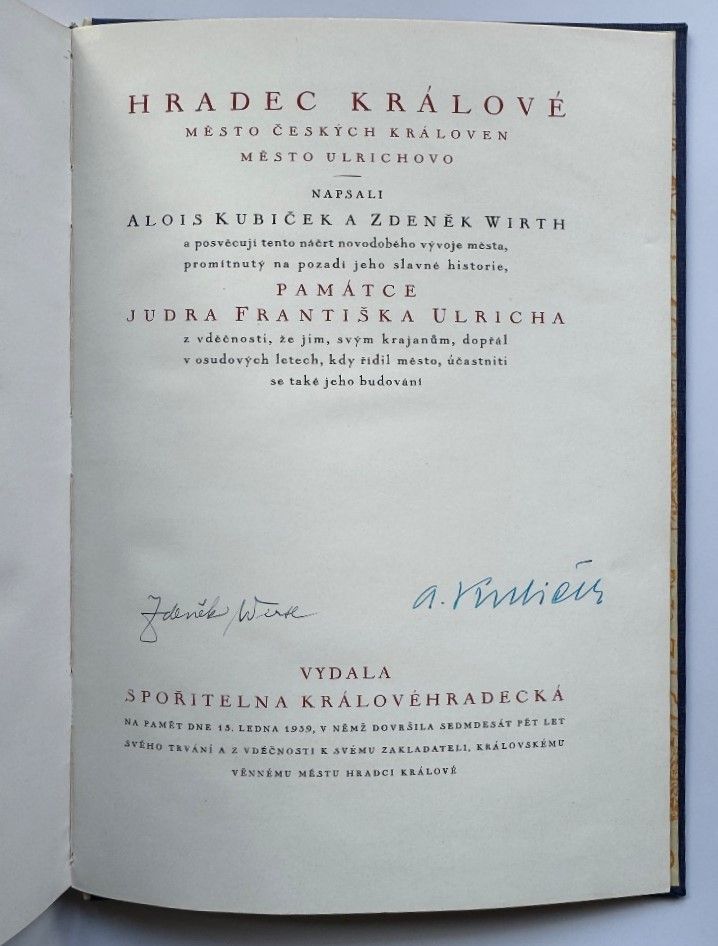 HRADEC KRÁLOVÉ
MĚSTO ČESKÝCH KRÁLOVEN
MĚSTO ULRICHOVO
NAPSALI
ALOIS KUBÍČEK A ZDENĚK WIRTH
a posvěcují tento náčrt novodobého vývoje města,
promítnutý na pozadí jeho slavné historie,
PAMÁTCE
JUDRA FRANTIŠKA ULRICHA
z vděčnosti, že jim, svým krajanům, dopřál
v osudových letech, kdy řídil město, účastniti
se také jeho budování
Zdeněk Wirth
A. Kubíček
VYDALA
SPOŘITELNA KRÁLOVÉHRADECKÁ
NA PAMĚT DNE 15. LEDNA 1939, V NĚMŽ DOVRŠILA SEDMDESÁT PĚT LET
SVÉHO TRVÁNÍ A Z VDĚČNOSTI K SVÉMU ZAKLADATELI, KRÁLOVSKÉMU
VĚNNÉMU MĚSTU HRADCI KRÁLOVÉ